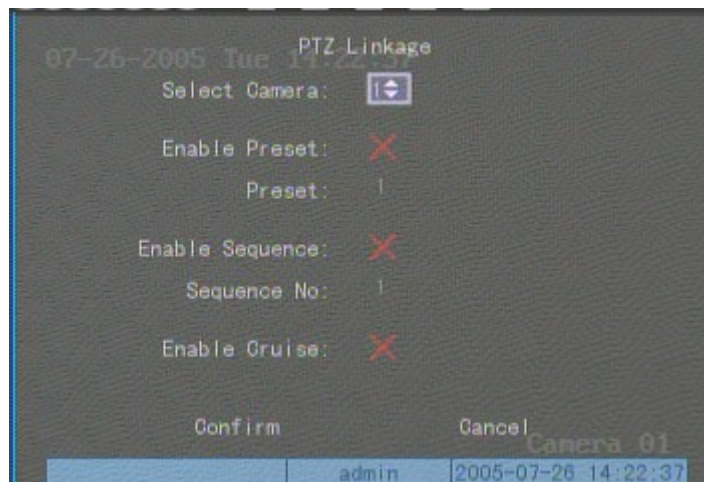 PTZ Linkage
07-26-2005 Tue 14:22:37
Select Camera: 1
Enable Preset:
Preset: 1
Enable Sequence:
Sequence No: 1
Enable Cruise:
Confirm Cancel
Camera 01
admin 2005-07-26 14:22:37